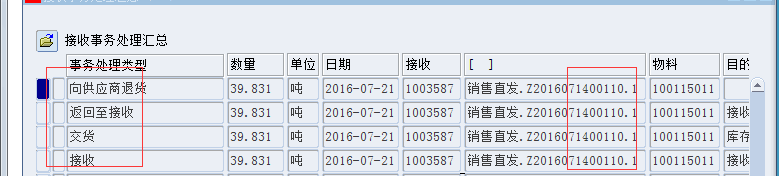 接收事务处理汇总
事务处理类型 数量 单位 日期 接收 [ ] 物料 目的
向供应商退货 39.831 吨 2016-07-21 1003587 销售直发.Z2016071400110.1 100115011
返回至接收 39.831 吨 2016-07-21 1003587 销售直发.Z2016071400110.1 100115011 接收
交货 39.831 吨 2016-07-21 1003587 销售直发.Z2016071400110.1 100115011 库存
接收 39.831 吨 2016-07-21 1003587 销售直发.Z2016071400110.1 100115011 接收